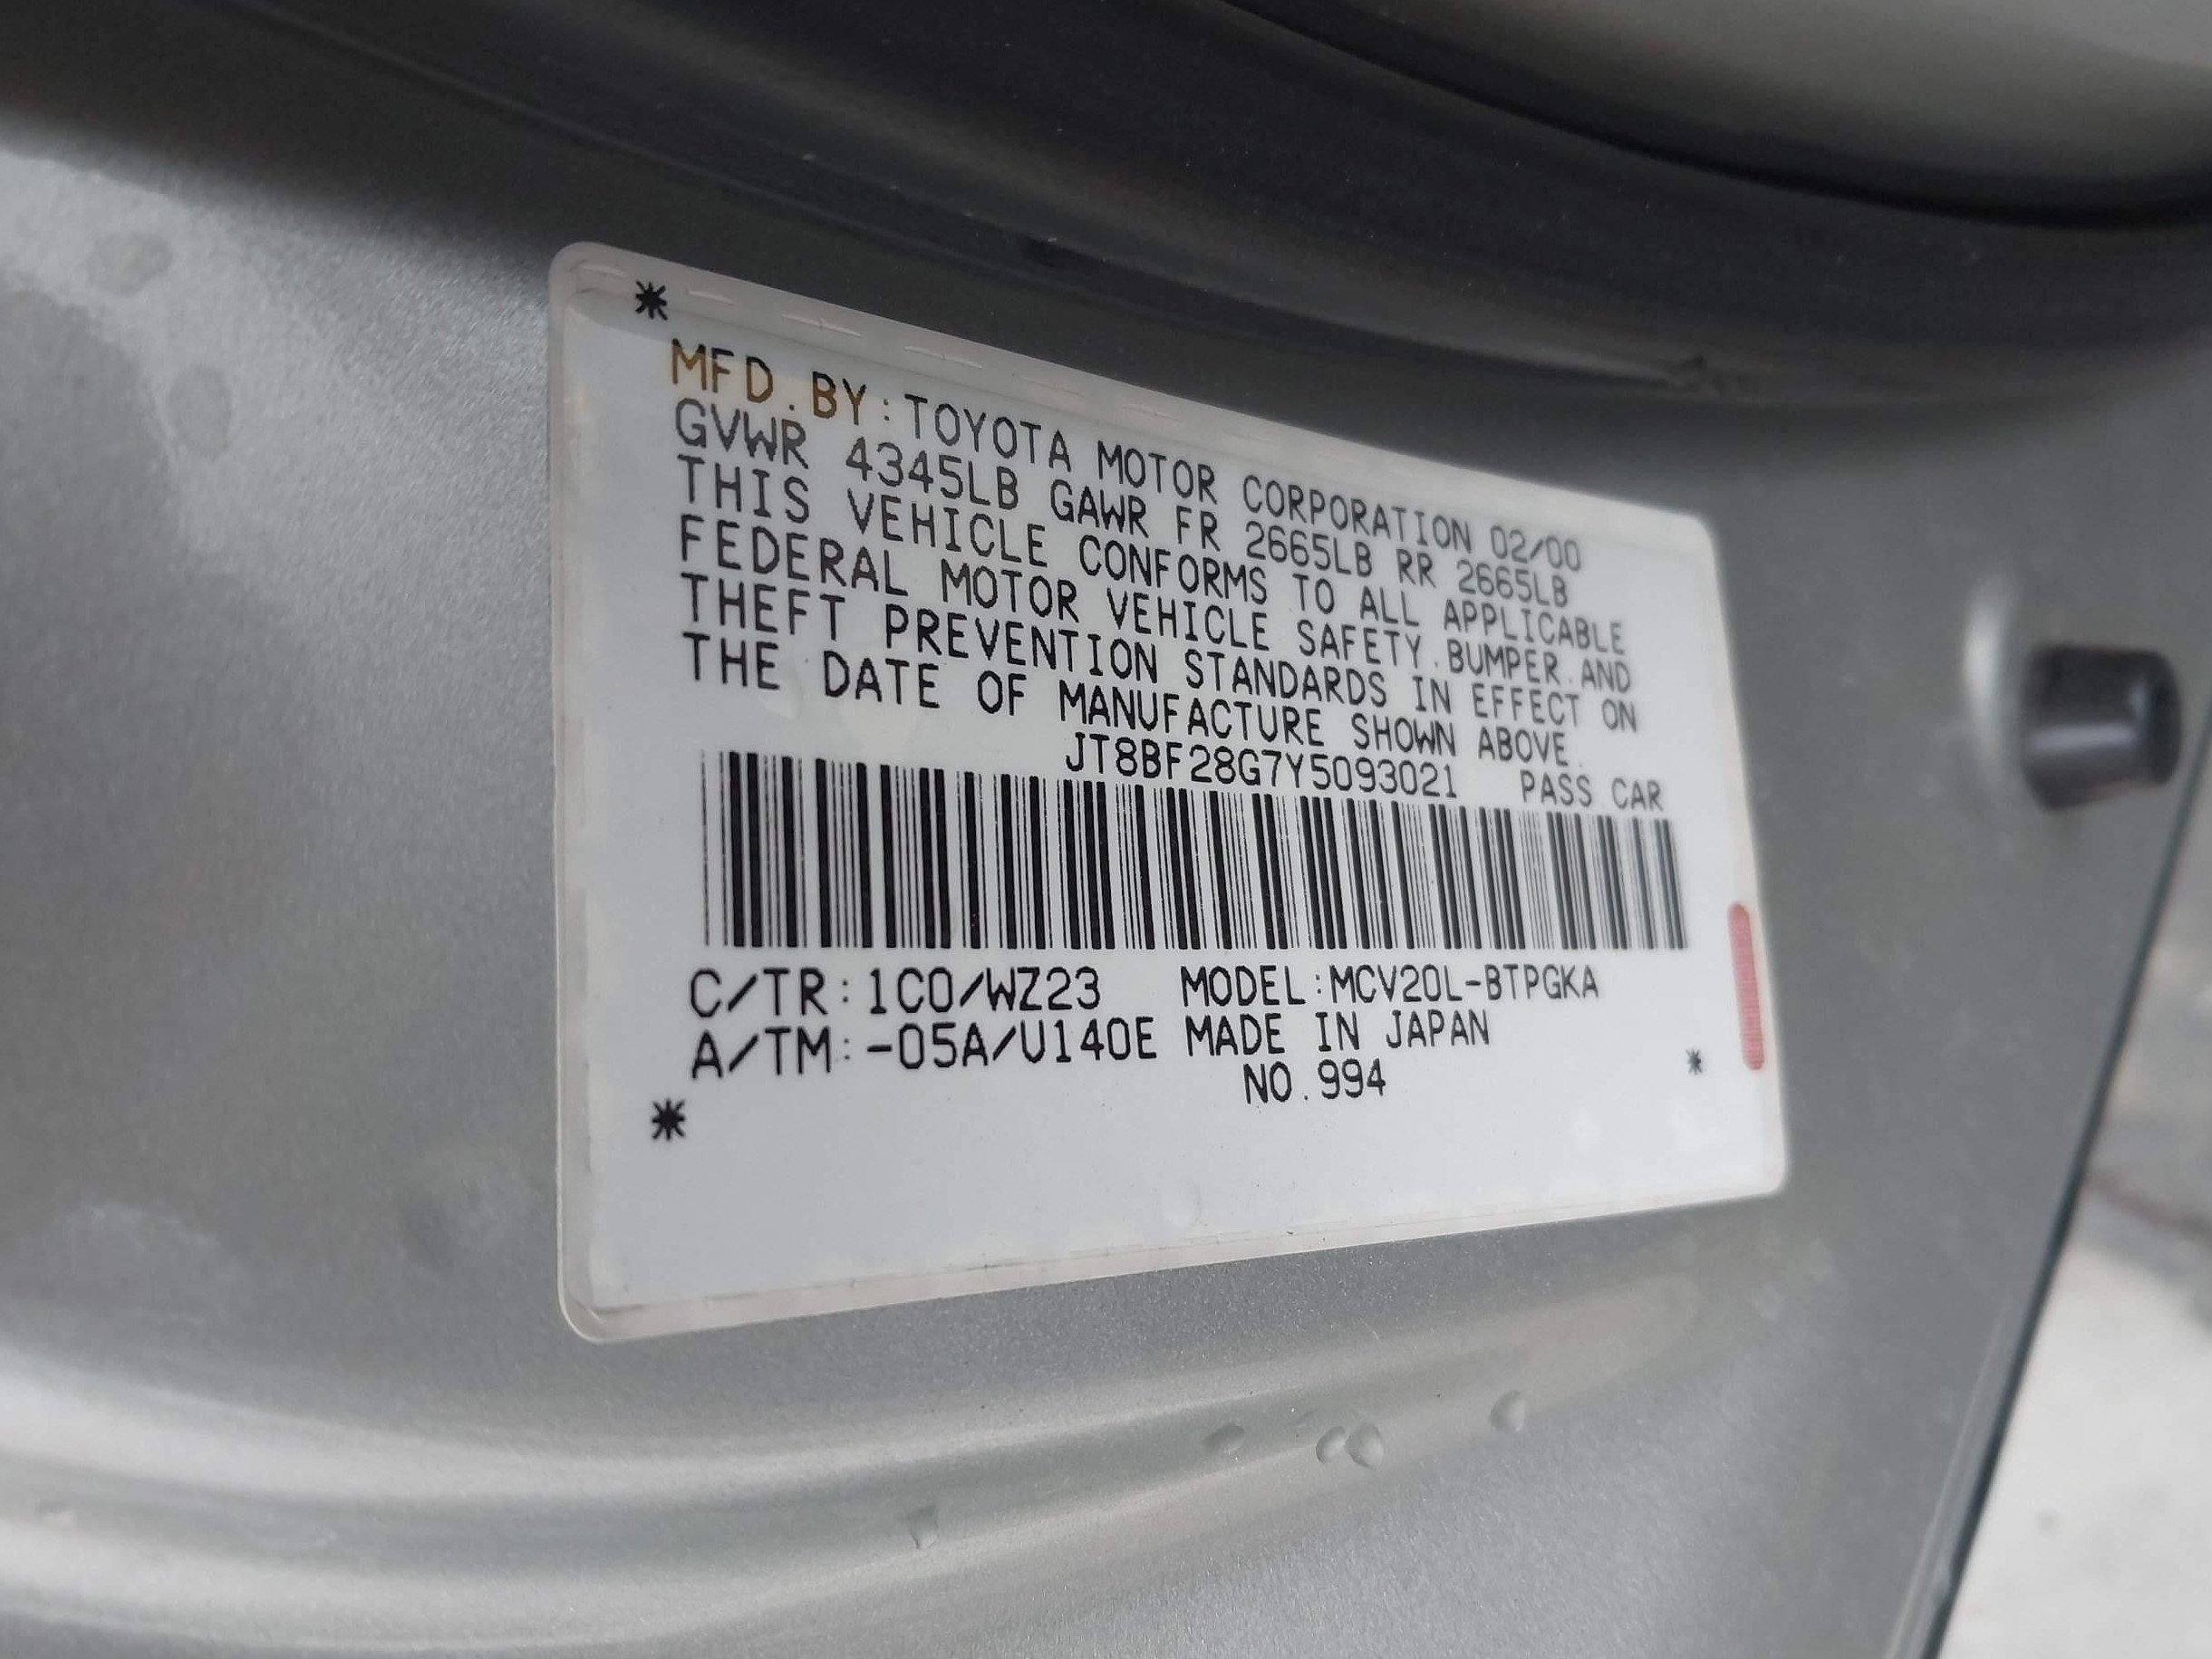 *
MFD.BY:TOYOTA MOTOR CORPORATION 02/00
GVWR 4345LB GAWR FR 2665LB RR 2665LB
THIS VEHICLE CONFORMS TO ALL APPLICABLE
FEDERAL MOTOR VEHICLE SAFETY.BUMPER.AND
THEFT PREVENTION STANDARDS IN EFFECT ON
THE DATE OF MANUFACTURE SHOWN ABOVE.
JT8BF28G7Y5093021 PASS CAR
C/TR:1C0/WZ23 MODEL:MCV20L-BTPGKA
A/TM:-05A/U140E MADE IN JAPAN
NO.994 *
*